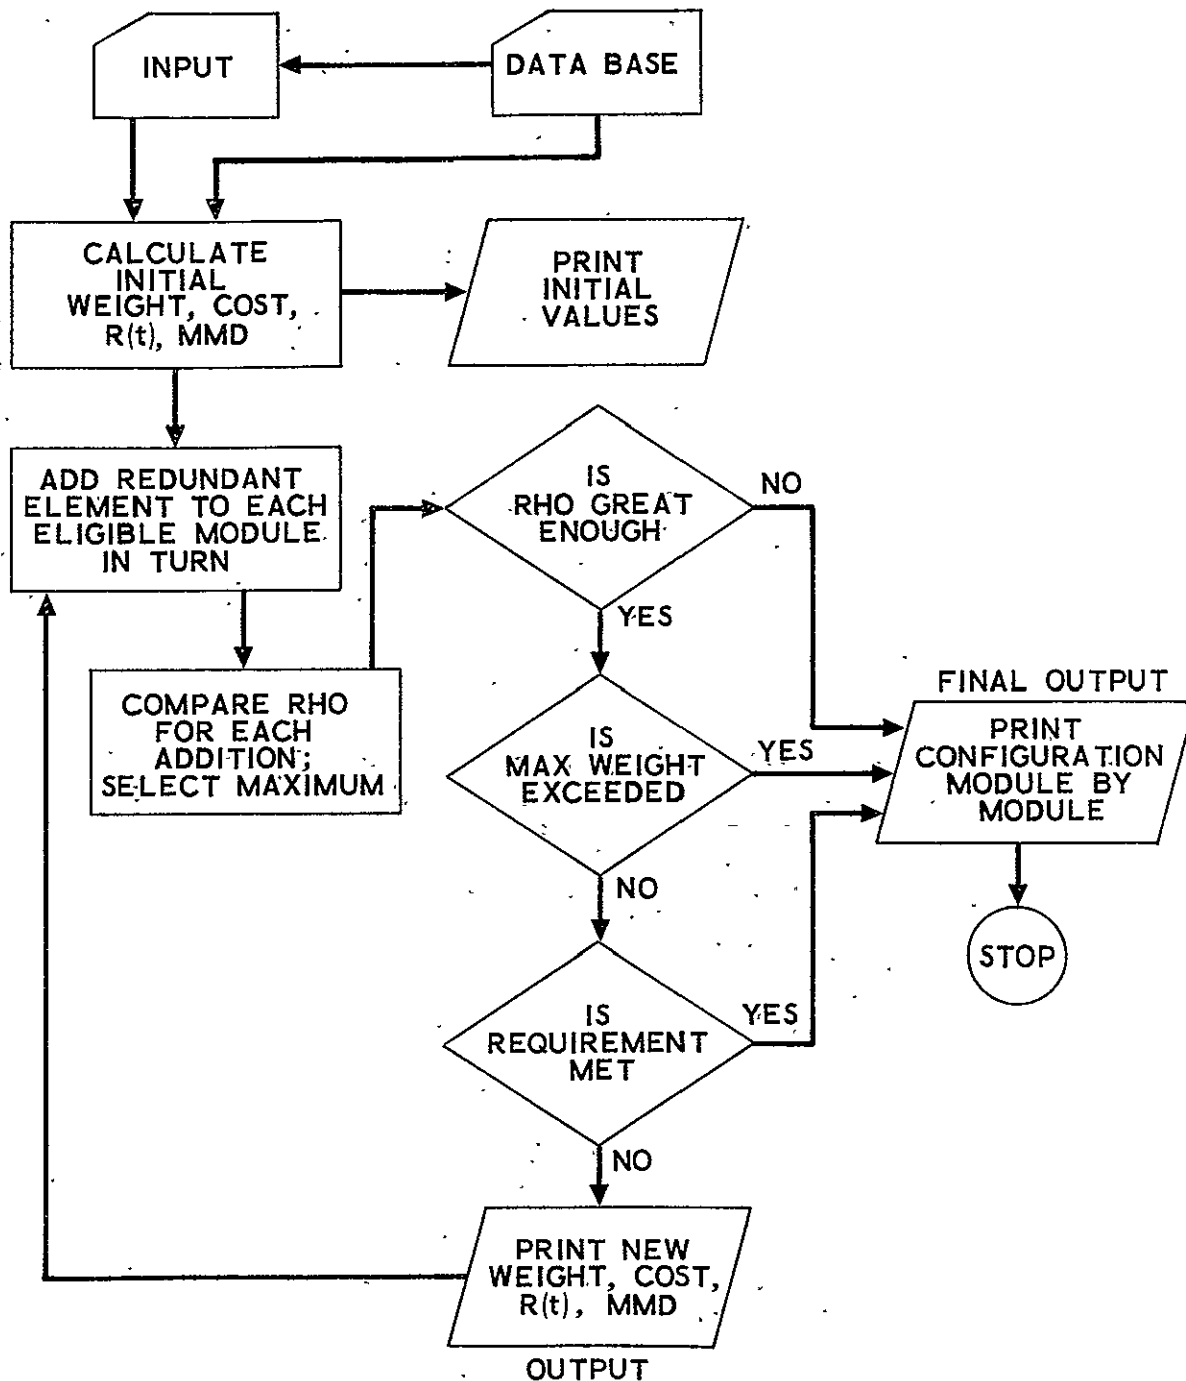 INPUT
DATA BASE
CALCULATE
INITIAL
WEIGHT, COST,
R(t), MMD
PRINT
INITIAL
VALUES
ADD REDUNDANT
ELEMENT TO EACH
ELIGIBLE MODULE
IN TURN
IS
RHO GREAT
ENOUGH
NO
YES
COMPARE RHO
FOR EACH
ADDITION;
SELECT MAXIMUM
IS
MAX WEIGHT
EXCEEDED
YES
NO
FINAL OUTPUT
PRINT
CONFIGURATION
MODULE BY
MODULE
STOP
IS
REQUIREMENT
MET
YES
NO
PRINT NEW
WEIGHT, COST,
R(t), MMD
OUTPUT